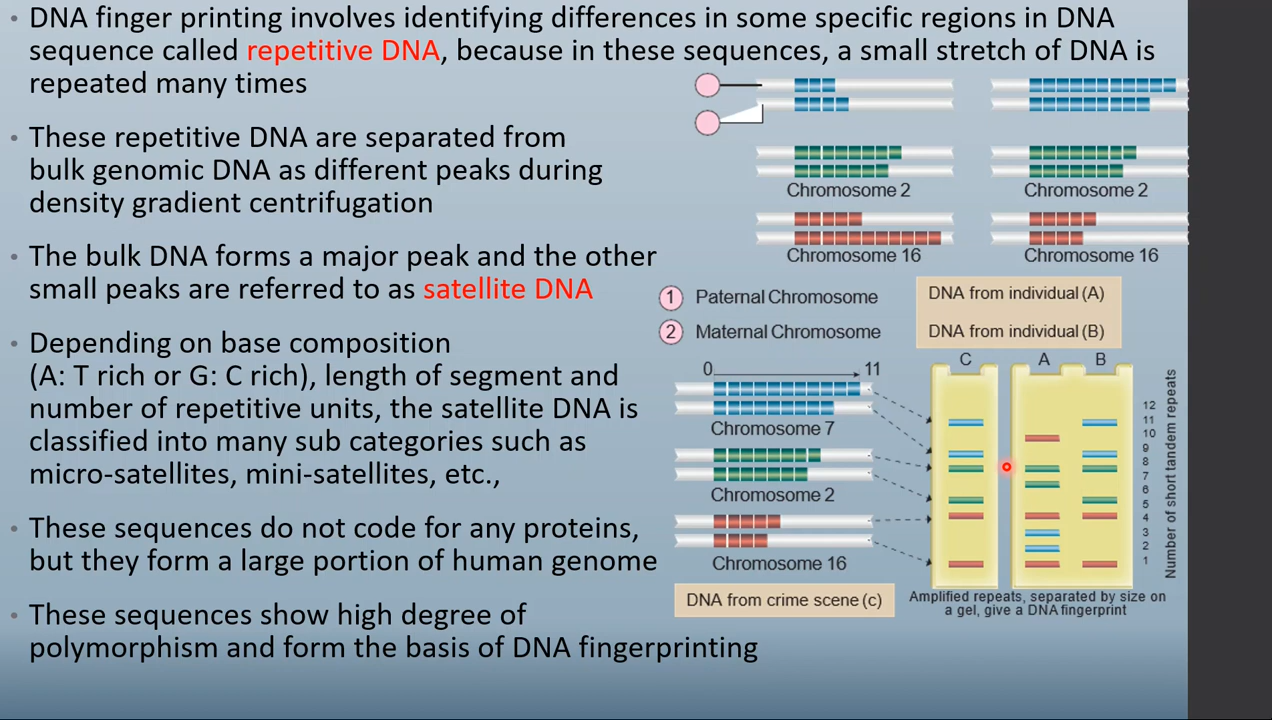 DNA finger printing involves identifying differences in some specific regions in DNA
sequence called repetitive DNA, because in these sequences, a small stretch of DNA is
repeated many times
These repetitive DNA are separated from
bulk genomic DNA as different peaks during
density gradient centrifugation
The bulk DNA forms a major peak and the other
small peaks are referred to as satellite DNA
Depending on base composition
(A: T rich or G: C rich), length of segment and
number of repetitive units, the satellite DNA is
classified into many sub categories such as
micro-satellites, mini-satellites, etc.,
These sequences do not code for any proteins,
but they form a large portion of human genome
These sequences show high degree of
polymorphism and form the basis of DNA fingerprinting
Chromosome 2
Chromosome 2
Chromosome 16
Chromosome 16
1 Paternal Chromosome
2 Maternal Chromosome
DNA from individual (A)
DNA from individual (B)
0 11
Chromosome 7
Chromosome 2
Chromosome 16
DNA from crime scene (c)
C A B
12
11
10
9
8
7
6
5
4
3
2
1
Number of short tandem repeats
Amplified repeats, separated by size on
a gel, give a DNA fingerprint